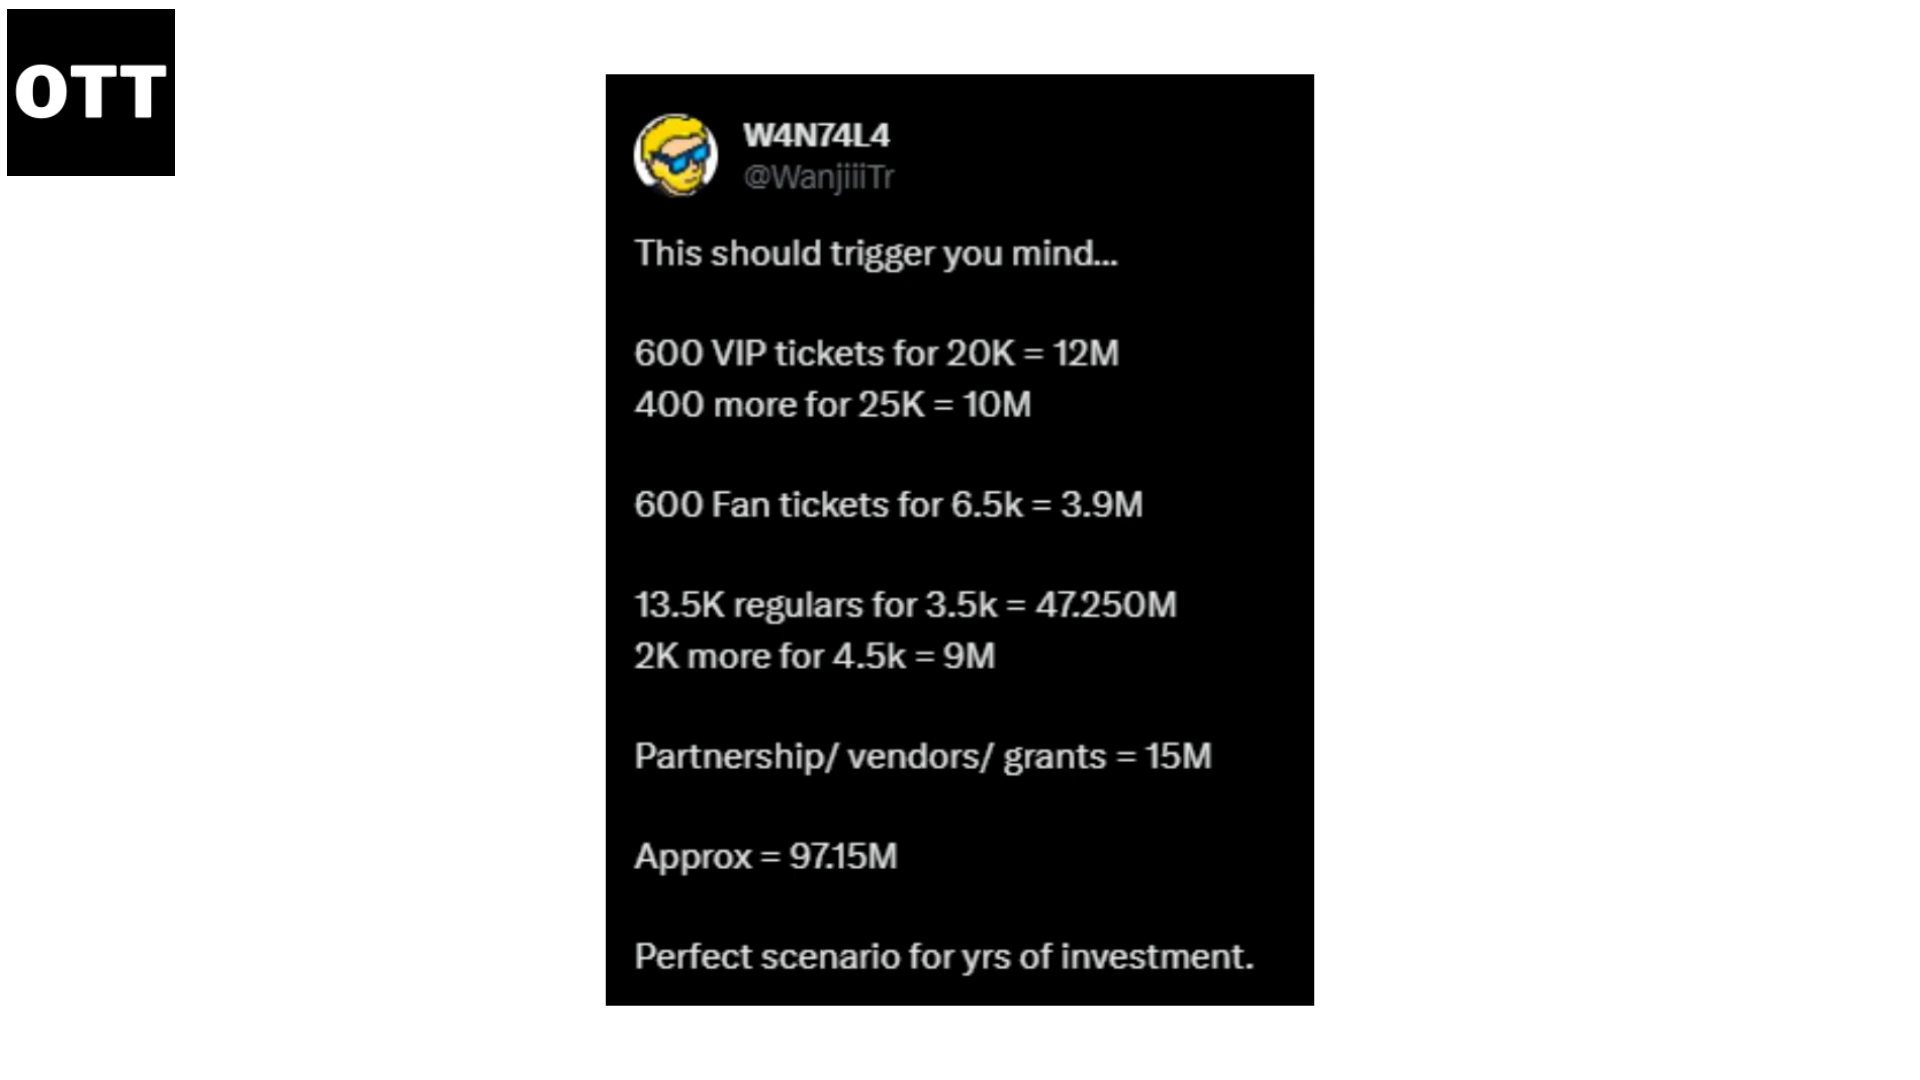 OTT
W4N74L4
@WanjiiiTr
This should trigger you mind...
600 VIP tickets for 20K = 12M
400 more for 25K = 10M
600 Fan tickets for 6.5k = 3.9M
13.5K regulars for 3.5k = 47.250M
2K more for 4.5k = 9M
Partnership/ vendors/ grants = 15M
Approx = 97.15M
Perfect scenario for yrs of investment.